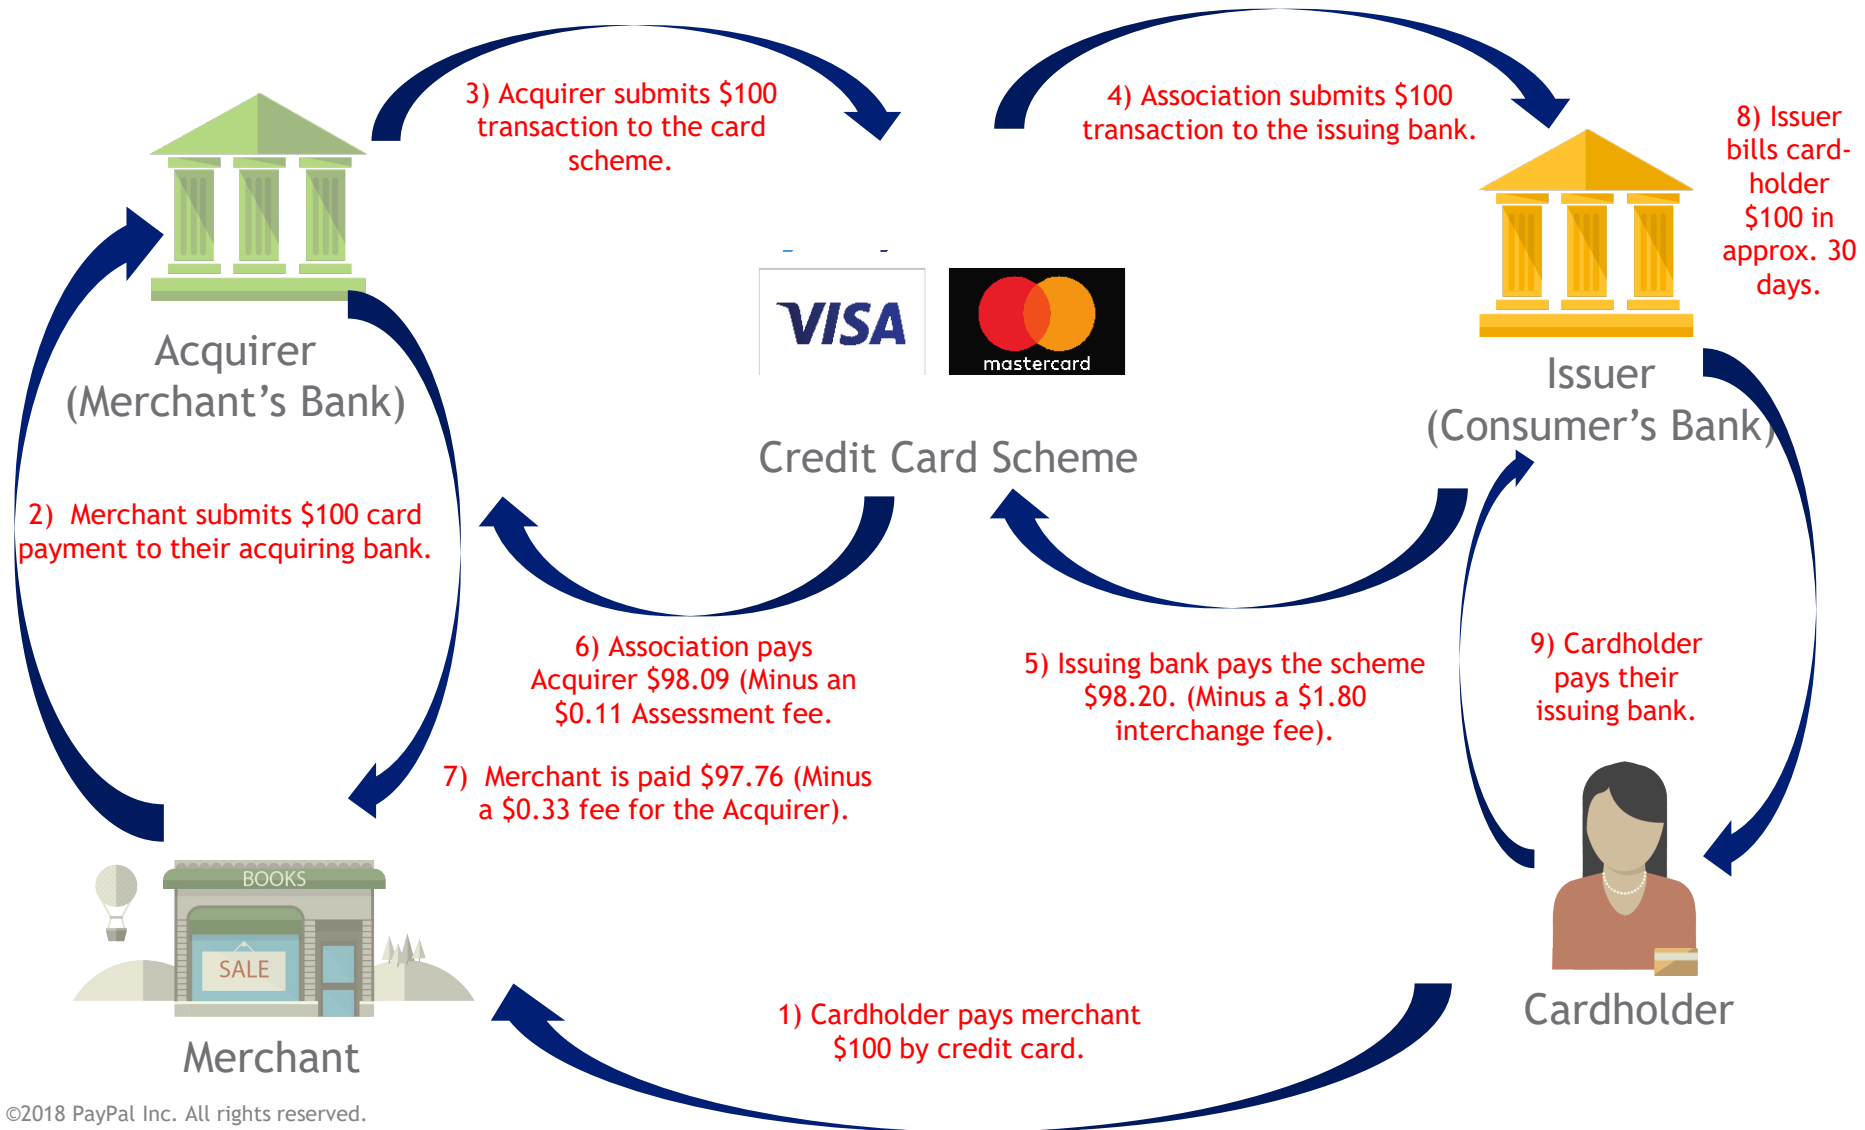 3) Acquirer submits $100
transaction to the card
scheme.
4) Association submits $100
transaction to the issuing bank.
8) Issuer
bills card-
holder
$100 in
approx. 30
days.
VISA
mastercard
Acquirer
(Merchant’s Bank)
Issuer
(Consumer’s Bank)
Credit Card Scheme
2)  Merchant submits $100 card
payment to their acquiring bank.
6) Association pays
Acquirer $98.09 (Minus an
$0.11 Assessment fee.
5) Issuing bank pays the scheme
$98.20. (Minus a $1.80
interchange fee).
9) Cardholder
pays their
issuing bank.
7)  Merchant is paid $97.76 (Minus
a $0.33 fee for the Acquirer).
BOOKS
SALE
1) Cardholder pays merchant
$100 by credit card.
Cardholder
Merchant
©2018 PayPal Inc. All rights reserved.